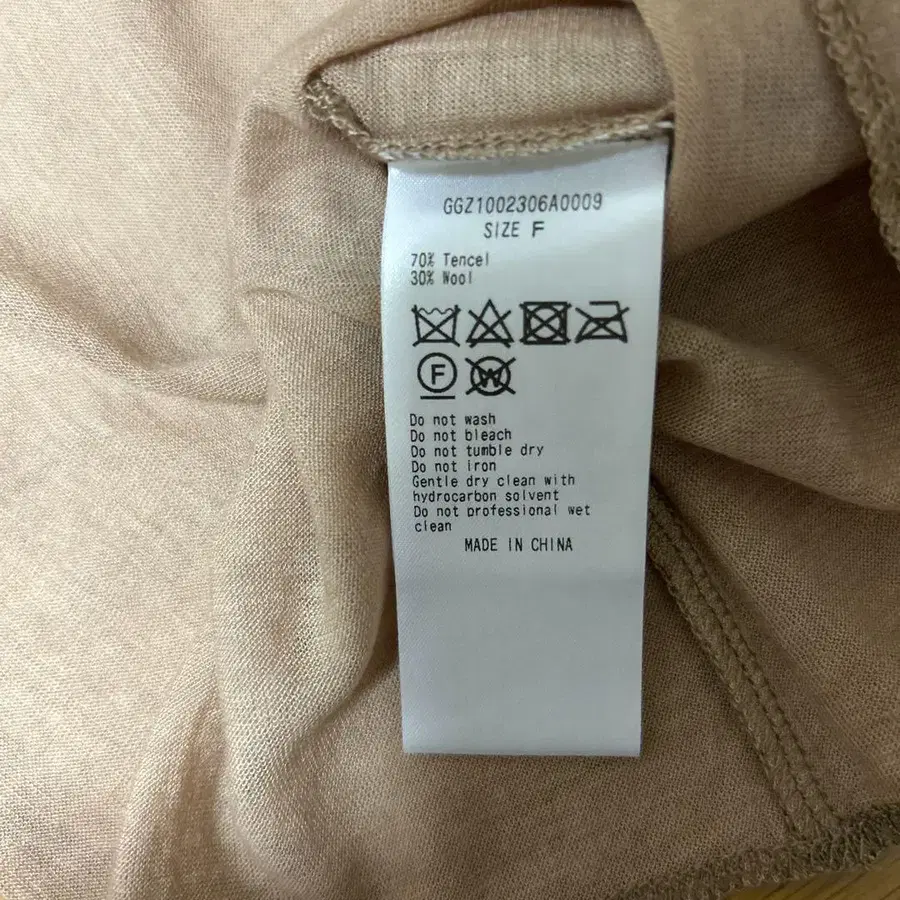 GGZ1002306A0009
SIZE F
70% Tencel
30% Wool
F W
Do not wash
Do not bleach
Do not tumble dry
Do not iron
Gentle dry clean with
hydrocarbon solvent
Do not professional wet
clean
MADE IN CHINA